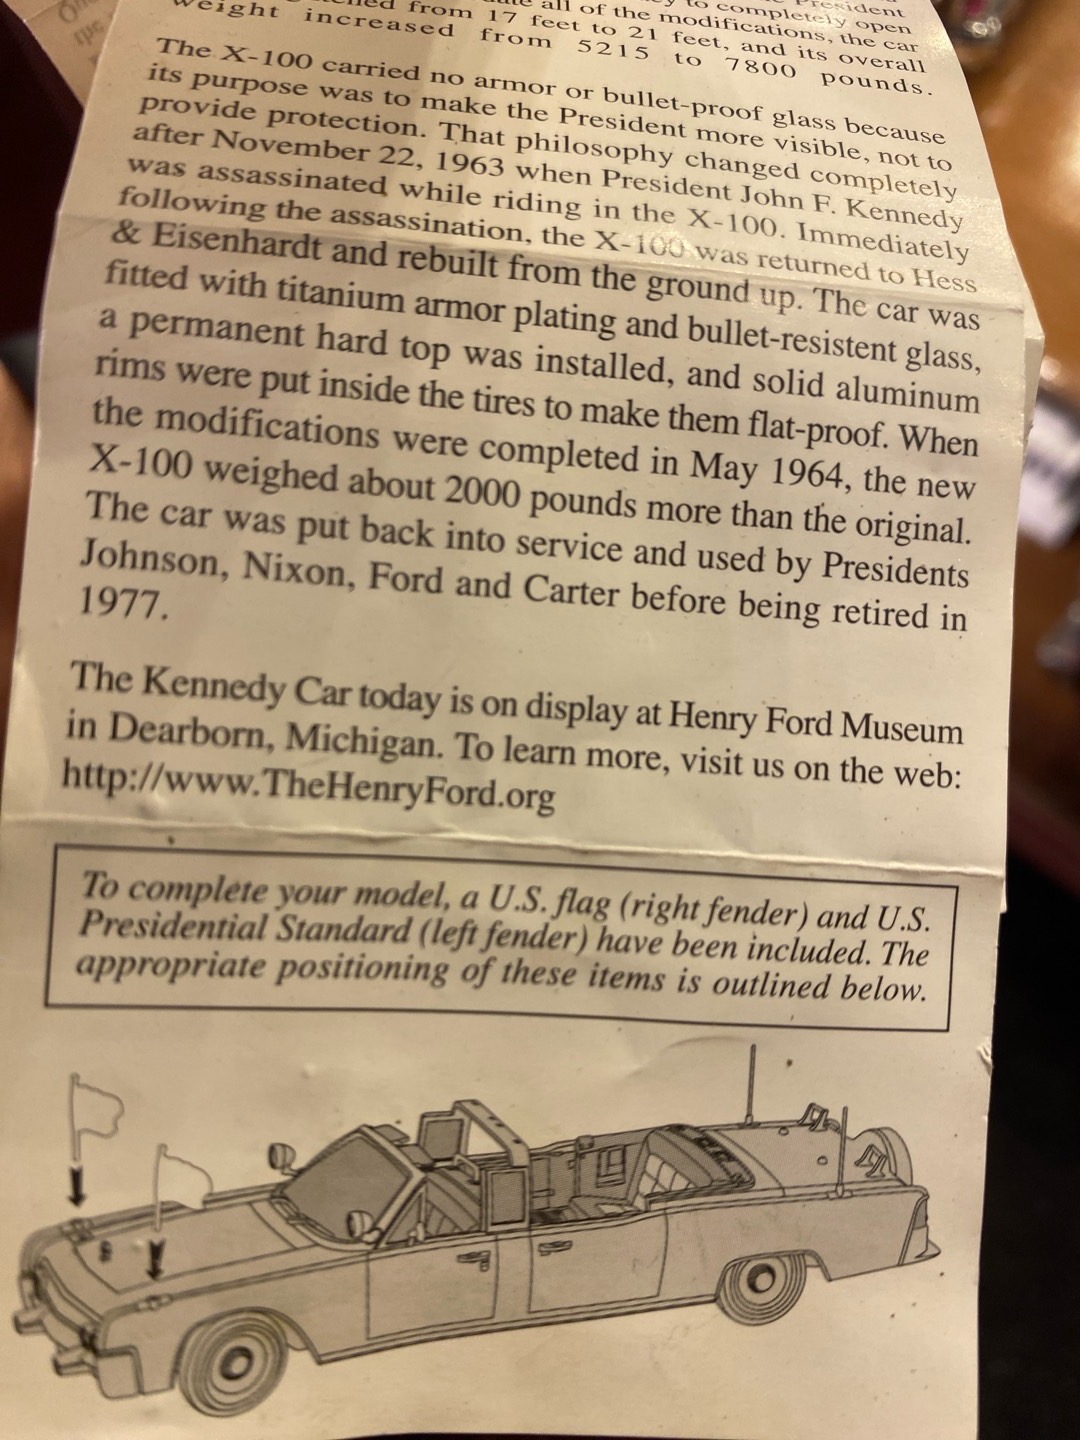 President
to completely open
all of the modifications, the car
from 17 feet to 21 feet, and its overall
weight increased from 5215 to 7800 pounds.
The X-100 carried no armor or bullet-proof glass because
its purpose was to make the President more visible, not to
provide protection. That philosophy changed completely
after November 22, 1963 when President John F. Kennedy
was assassinated while riding in the X-100. Immediately
following the assassination, the X-100 was returned to Hess
& Eisenhardt and rebuilt from the ground up. The car was
fitted with titanium armor plating and bullet-resistent glass,
a permanent hard top was installed, and solid aluminum
rims were put inside the tires to make them flat-proof. When
the modifications were completed in May 1964, the new
X-100 weighed about 2000 pounds more than the original.
The car was put back into service and used by Presidents
Johnson, Nixon, Ford and Carter before being retired in
1977.
The Kennedy Car today is on display at Henry Ford Museum
in Dearborn, Michigan. To learn more, visit us on the web:
http://www.TheHenryFord.org
To complete your model, a U.S. flag (right fender) and U.S.
Presidential Standard (left fender) have been included. The
appropriate positioning of these items is outlined below.